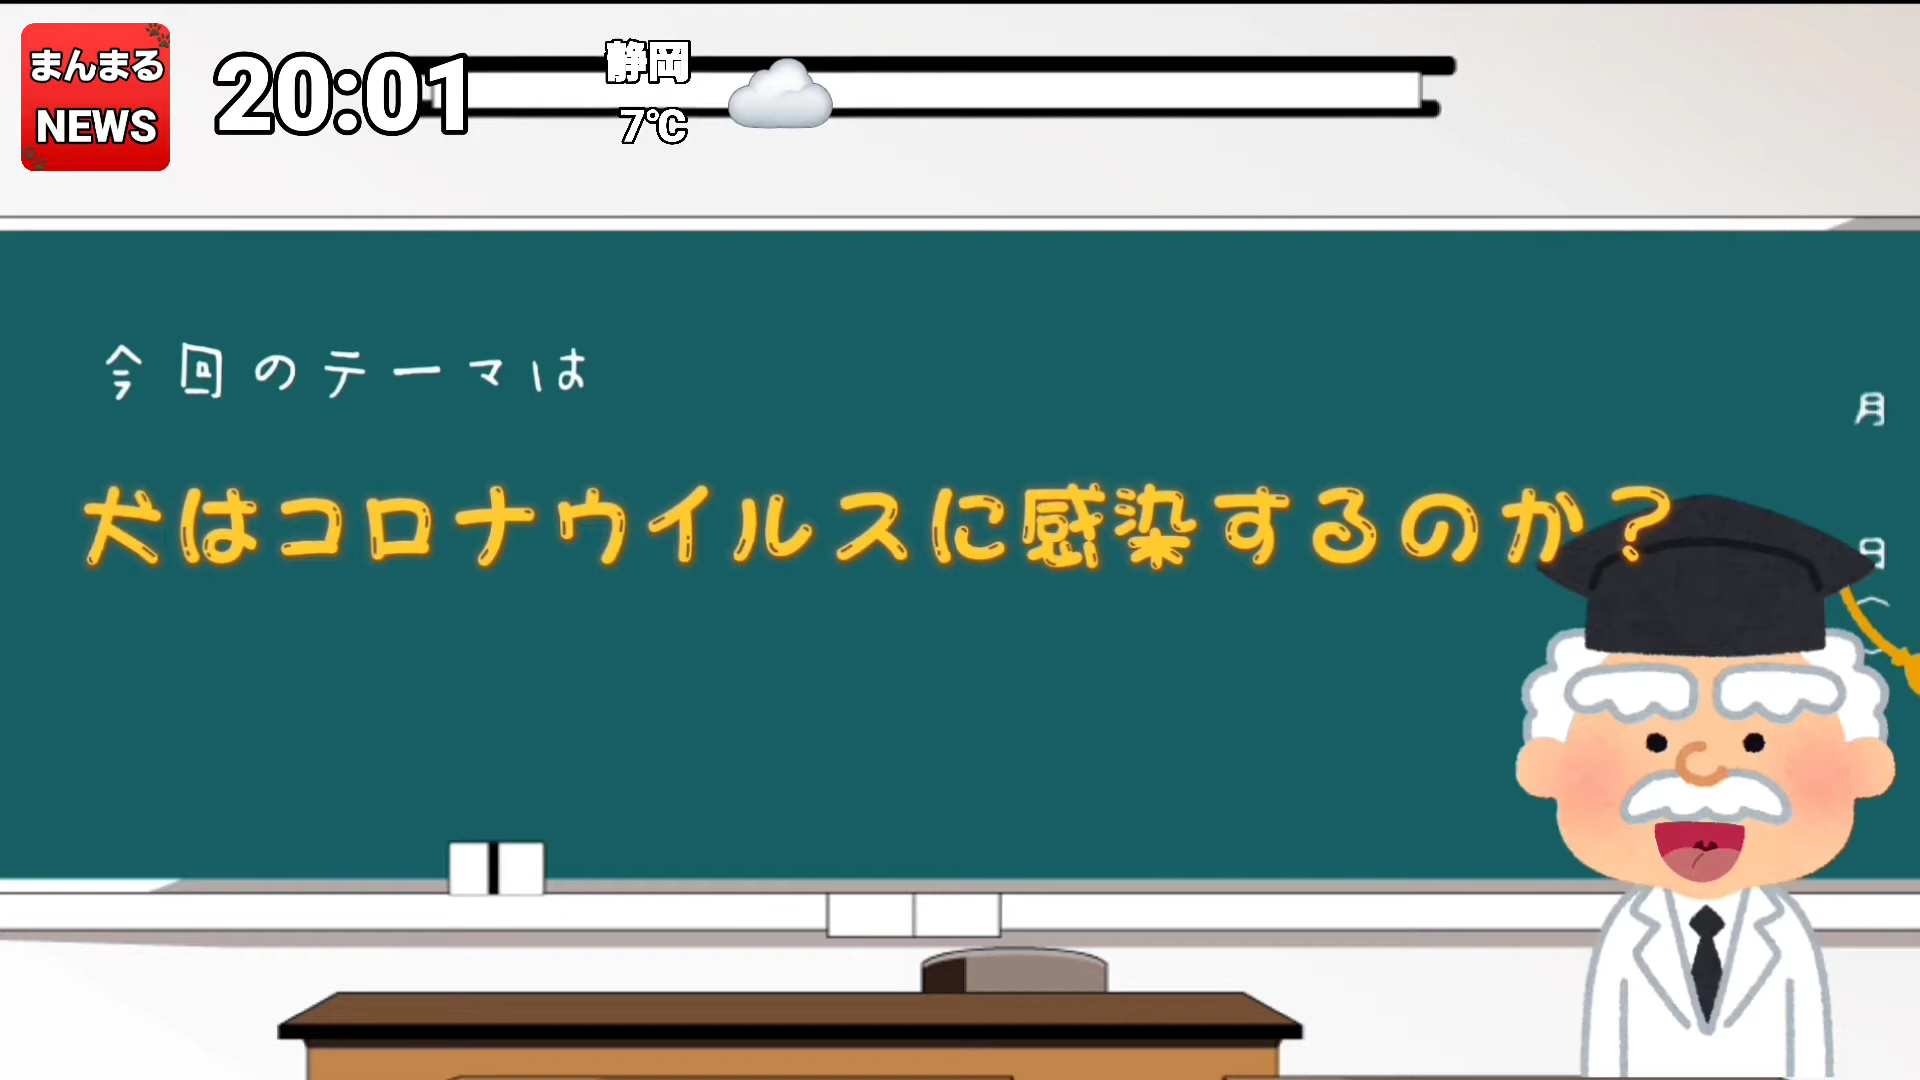 まんまる
NEWS
20:01
静岡
7℃
今回のテーマは
犬はコロナウイルスに感染するのか?
月
日